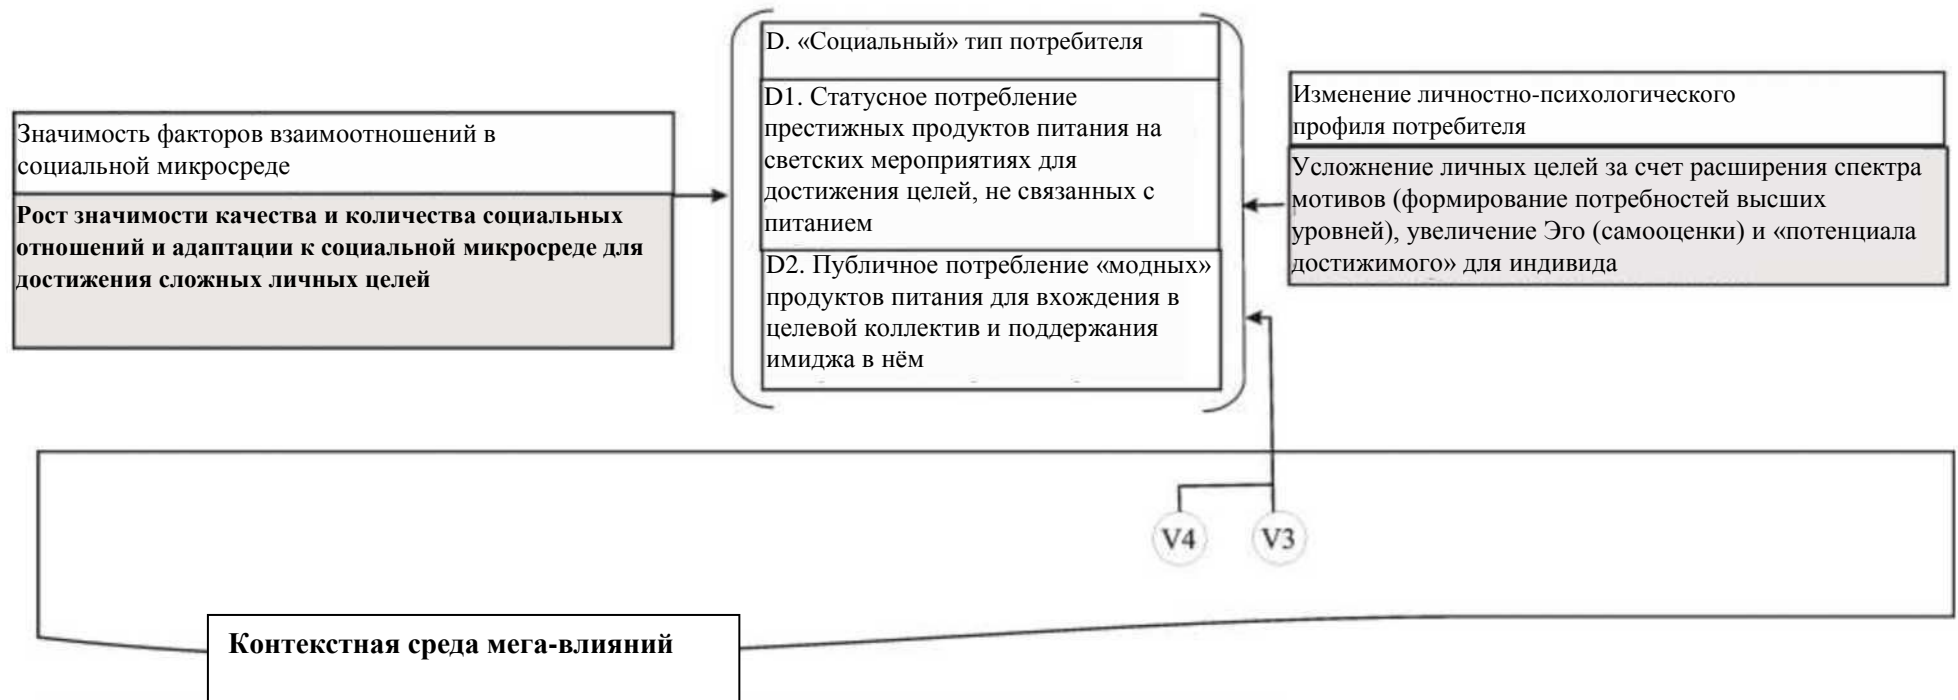 Значимость факторов взаимоотношений в
социальной микросреде
Рост значимости качества и количества социальных
отношений и адаптации к социальной микросреде для
достижения сложных личных целей
D. «Социальный» тип потребителя
D1. Статусное потребление
престижных продуктов питания на
светских мероприятиях для
достижения целей, не связанных с
питанием
D2. Публичное потребление «модных»
продуктов питания для вхождения в
целевой коллектив и поддержания
имиджа в нём
Изменение личностно-психологического
профиля потребителя
Усложнение личных целей за счет расширения спектра
мотивов (формирование потребностей высших
уровней), увеличение Эго (самооценки) и «потенциала
достижимого» для индивида
V4
V3
Контекстная среда мега-влияний